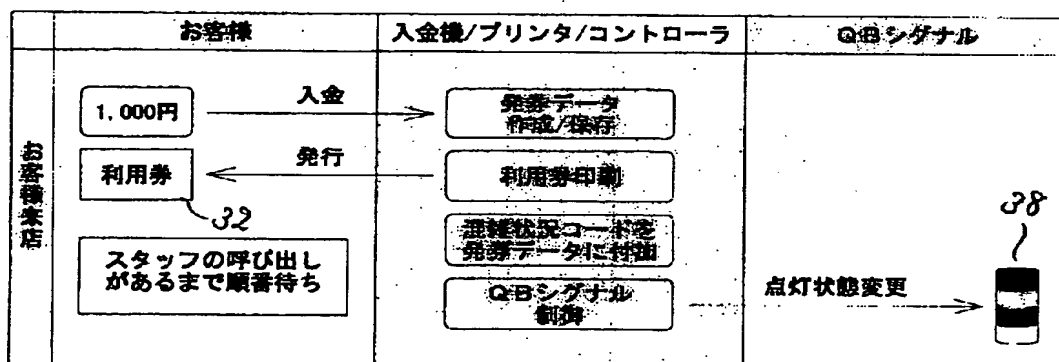 お客様
入金機/プリンタ/コントローラ
QBシグナル
お客様来店
1,000円
入金
発券データ
作成/保存
利用券
発行
利用券印刷
32
混雑状況コードを
発券データに付加
38
スタッフの呼び出し
があるまで順番待ち
QBシグナル
制御
点灯状態変更